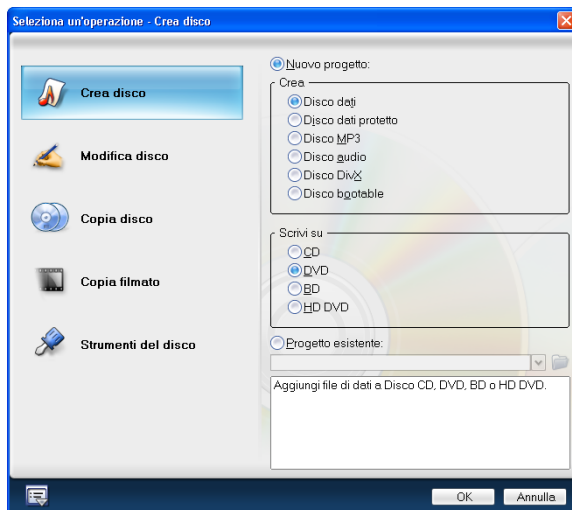 Seleziona un'operazione - Crea disco
Crea disco
Modifica disco
Copia disco
Copia filmato
Strumenti del disco
Nuovo progetto:
Crea
Disco dati
Disco dati protetto
Disco MP3
Disco audio
Disco DivX
Disco bootable
Scrivi su
CD
DVD
BD
HD DVD
Progetto esistente:
Aggiungi file di dati a Disco CD, DVD, BD o HD DVD.
OK
Annulla